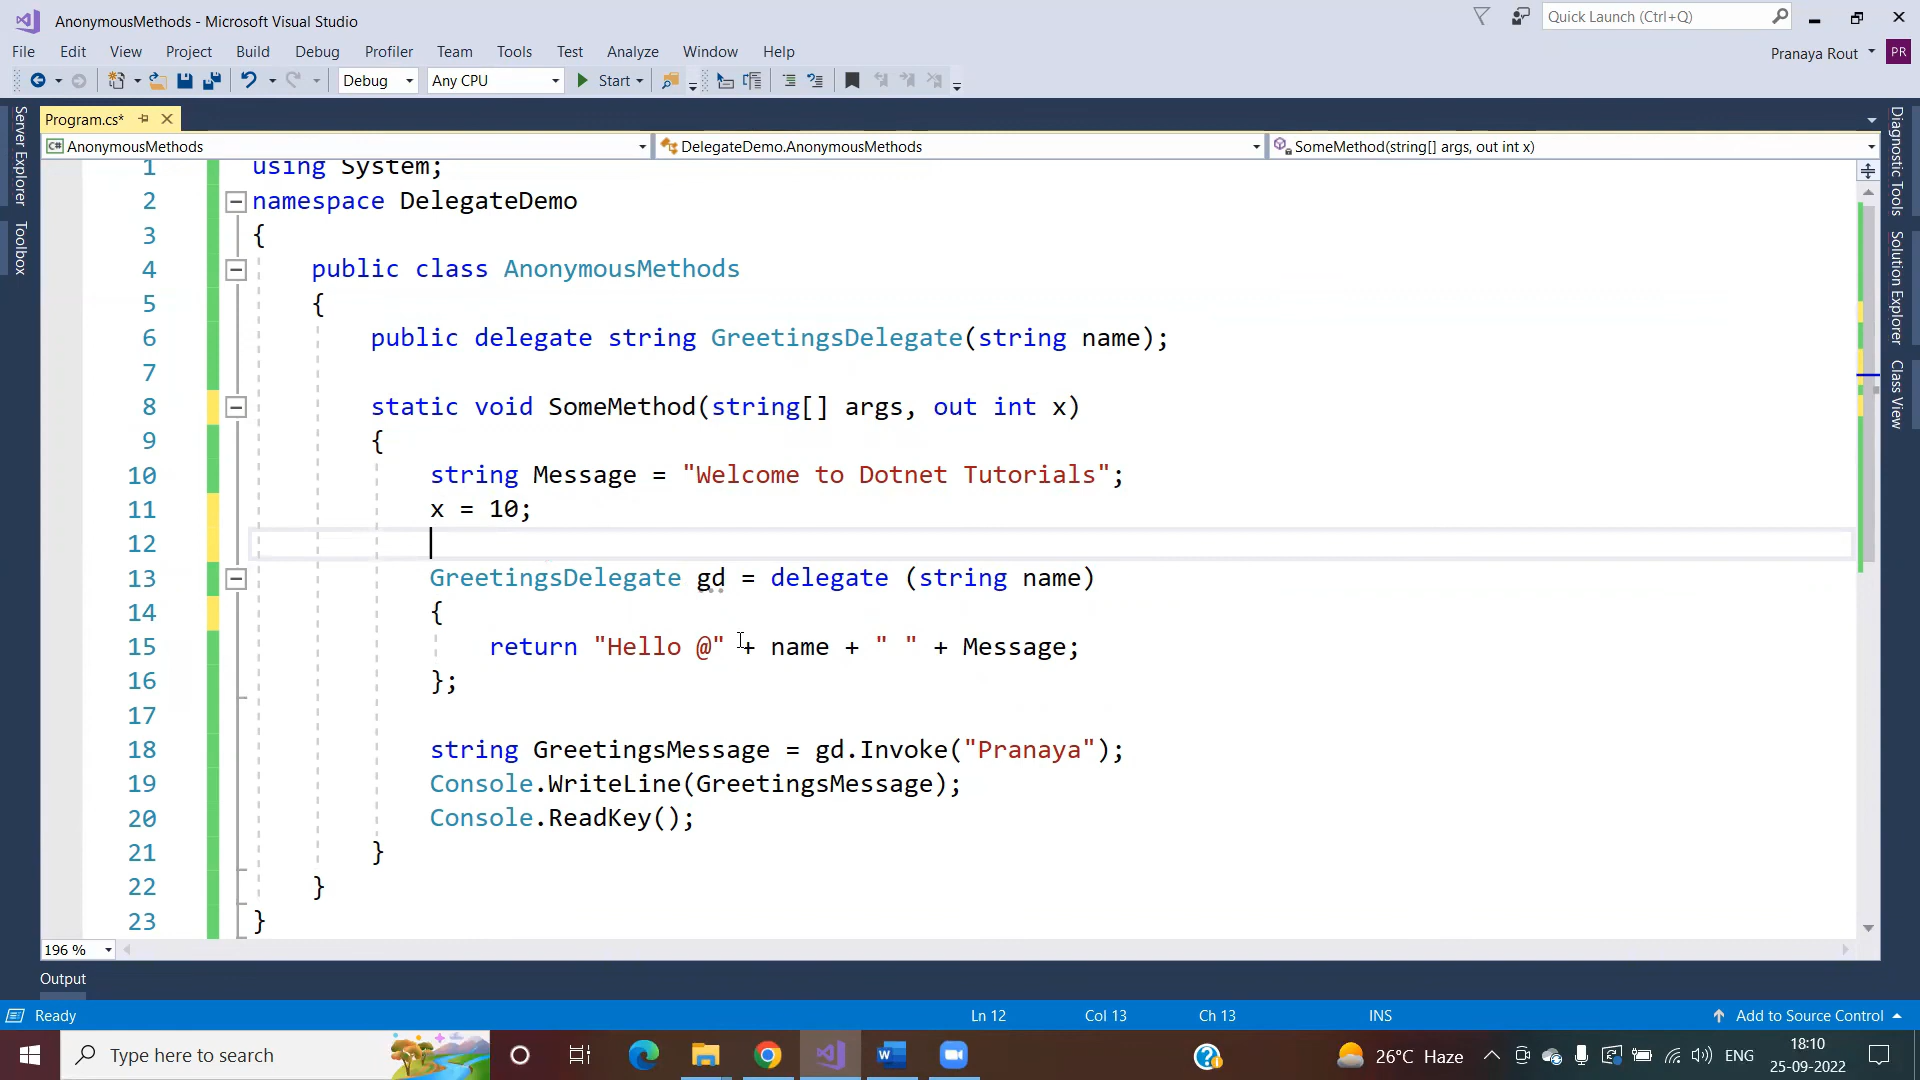 AnonymousMethods - Microsoft Visual Studio
Quick Launch (Ctrl+Q)
File Edit View Project Build Debug Profiler Team Tools Test Analyze Window Help
Pranaya Rout PR
Debug Any CPU Start
Server Explorer
Toolbox
Program.cs*
AnonymousMethods DelegateDemo.AnonymousMethods SomeMethod(string[] args, out int x)
1 using System;
2 namespace DelegateDemo
3 {
4 public class AnonymousMethods
5 {
6 public delegate string GreetingsDelegate(string name);
7
8 static void SomeMethod(string[] args, out int x)
9 {
10 string Message = "Welcome to Dotnet Tutorials";
11 x = 10;
12
13 GreetingsDelegate gd = delegate (string name)
14 {
15 return "Hello @" + name + " " + Message;
16 };
17
18 string GreetingsMessage = gd.Invoke("Pranaya");
19 Console.WriteLine(GreetingsMessage);
20 Console.ReadKey();
21 }
22 }
23 }
Diagnostic Tools
Solution Explorer
Class View
196 %
Output
Ready Ln 12 Col 13 Ch 13 INS Add to Source Control
Type here to search
26°C Haze ENG
18:10
25-09-2022